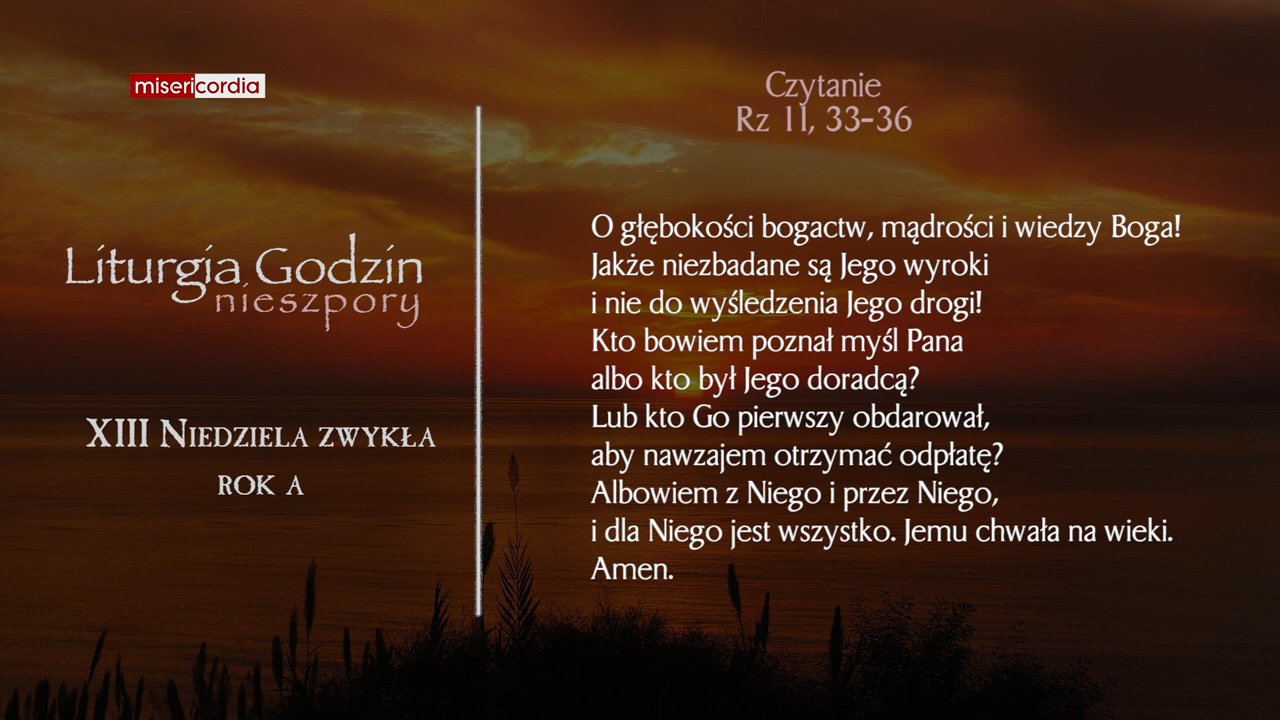 misericordia
Liturgia Godzin
nieszpory
XIII Niedziela zwykła
rok A
Czytanie
Rz 11, 33-36
O głębokości bogactw, mądrości i wiedzy Boga!
Jakże niezbadane są Jego wyroki
i nie do wyśledzenia Jego drogi!
Kto bowiem poznał myśl Pana
albo kto był Jego doradcą?
Lub kto Go pierwszy obdarował,
aby nawzajem otrzymać odpłatę?
Albowiem z Niego i przez Niego,
i dla Niego jest wszystko. Jemu chwała na wieki.
Amen.